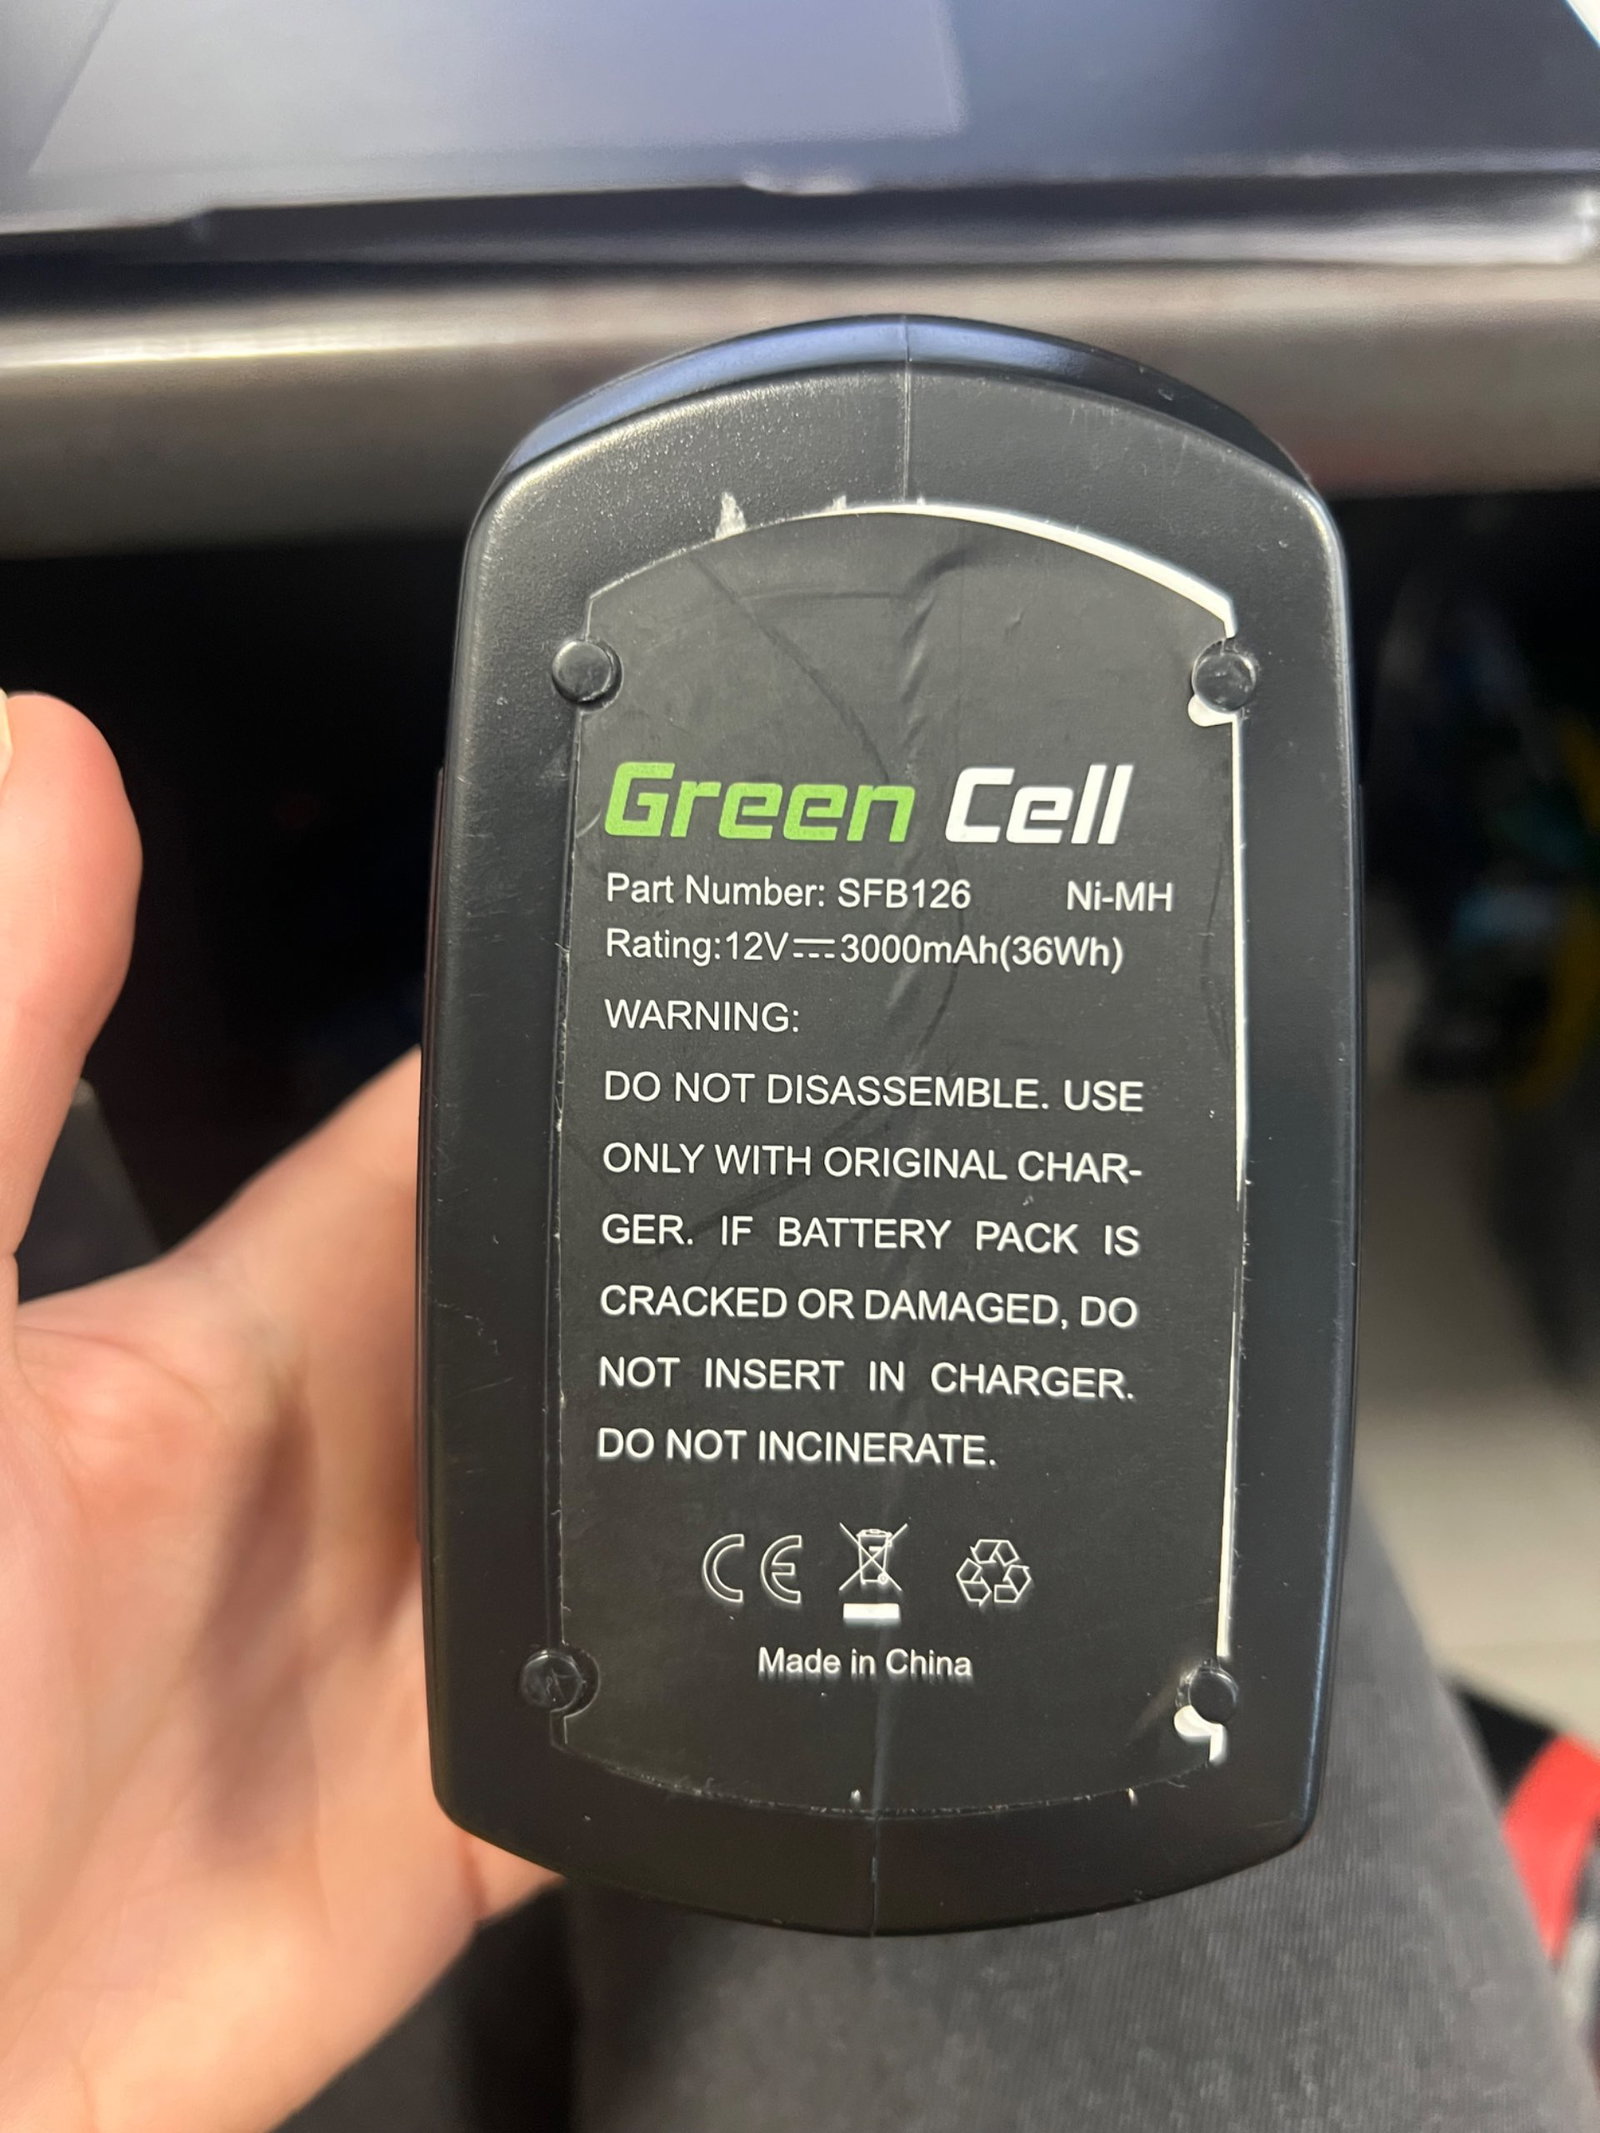 Green Cell
Part Number: SFB126 Ni-MH
Rating:12V⎓3000mAh(36Wh)
WARNING:
DO NOT DISASSEMBLE. USE
ONLY WITH ORIGINAL CHAR-
GER. IF BATTERY PACK IS
CRACKED OR DAMAGED, DO
NOT INSERT IN CHARGER.
DO NOT INCINERATE.
CE
Made in China